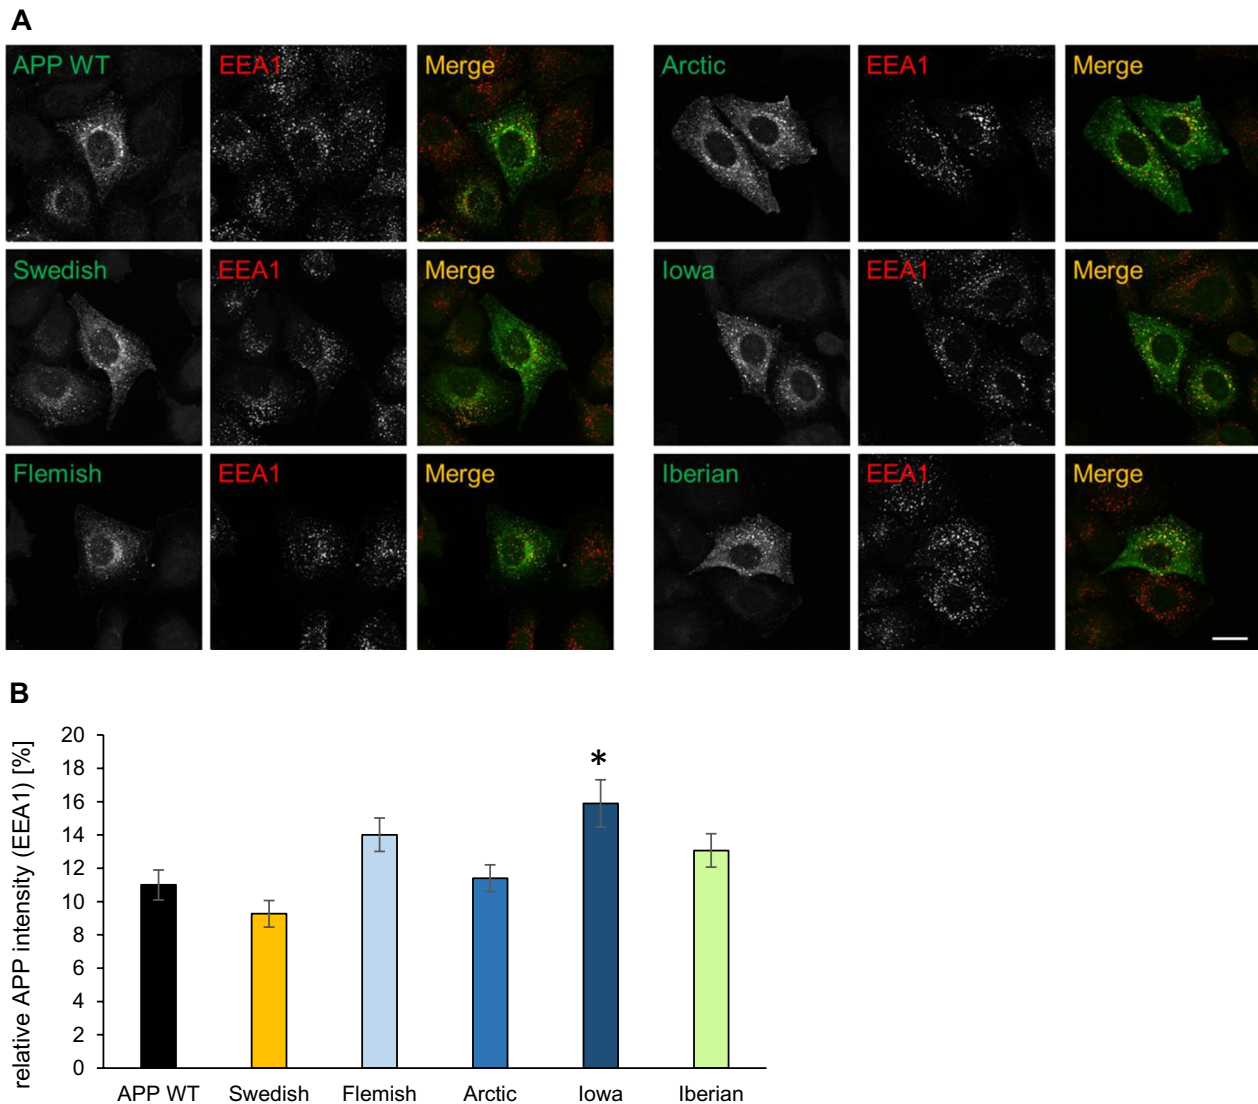 A
APP WT EEA1 Merge Arctic EEA1 Merge
Swedish EEA1 Merge Iowa EEA1 Merge
Flemish EEA1 Merge Iberian EEA1 Merge
B
relative APP intensity (EEA1) [%]
20
18
16
14
12
10
8
6
4
2
0
*
APP WT Swedish Flemish Arctic Iowa Iberian